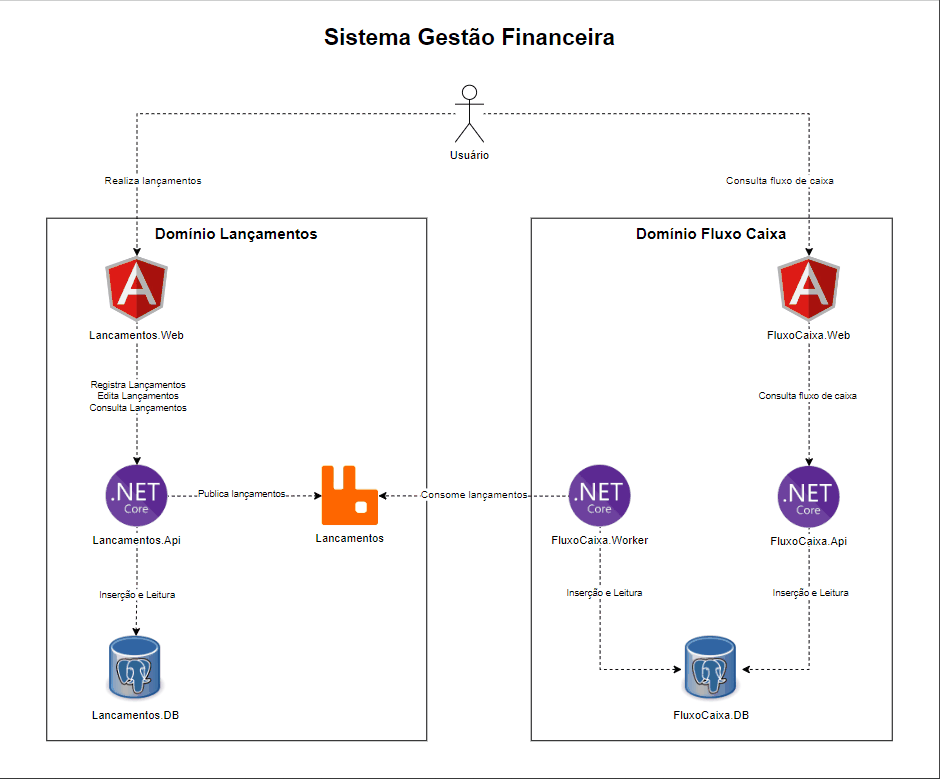 Sistema Gestão Financeira
Usuário
Realiza lançamentos
Consulta fluxo de caixa
Domínio Lançamentos
Domínio Fluxo Caixa
Lancamentos.Web
FluxoCaixa.Web
Registra Lançamentos
Edita Lançamentos
Consulta Lançamentos
Consulta fluxo de caixa
.NET
Core
Publica lançamentos
Consome lançamentos
.NET
Core
.NET
Core
Lancamentos.Api
Lancamentos
FluxoCaixa.Worker
FluxoCaixa.Api
Inserção e Leitura
Inserção e Leitura
Inserção e Leitura
Lancamentos.DB
FluxoCaixa.DB